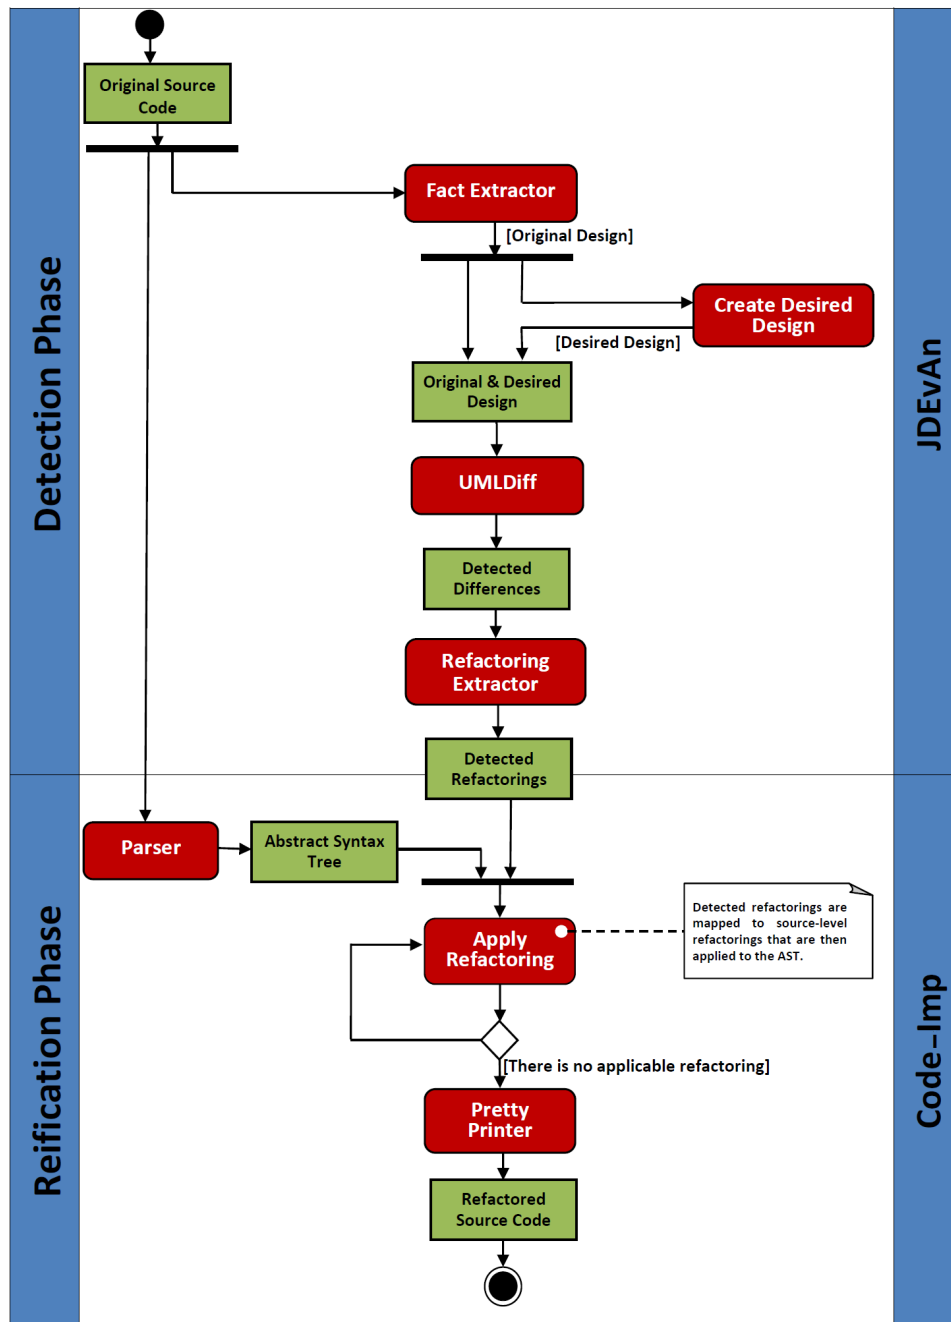 Detection Phase
JDEvAn
Original Source
Code
Fact Extractor
[Original Design]
Create Desired
Design
[Desired Design]
Original & Desired
Design
UMLDiff
Detected
Differences
Refactoring
Extractor
Detected
Refactorings
Reification Phase
Code-Imp
Parser
Abstract Syntax
Tree
Apply
Refactoring
Detected refactorings are
mapped to source-level
refactorings that are then
applied to the AST.
[There is no applicable refactoring]
Pretty
Printer
Refactored
Source Code